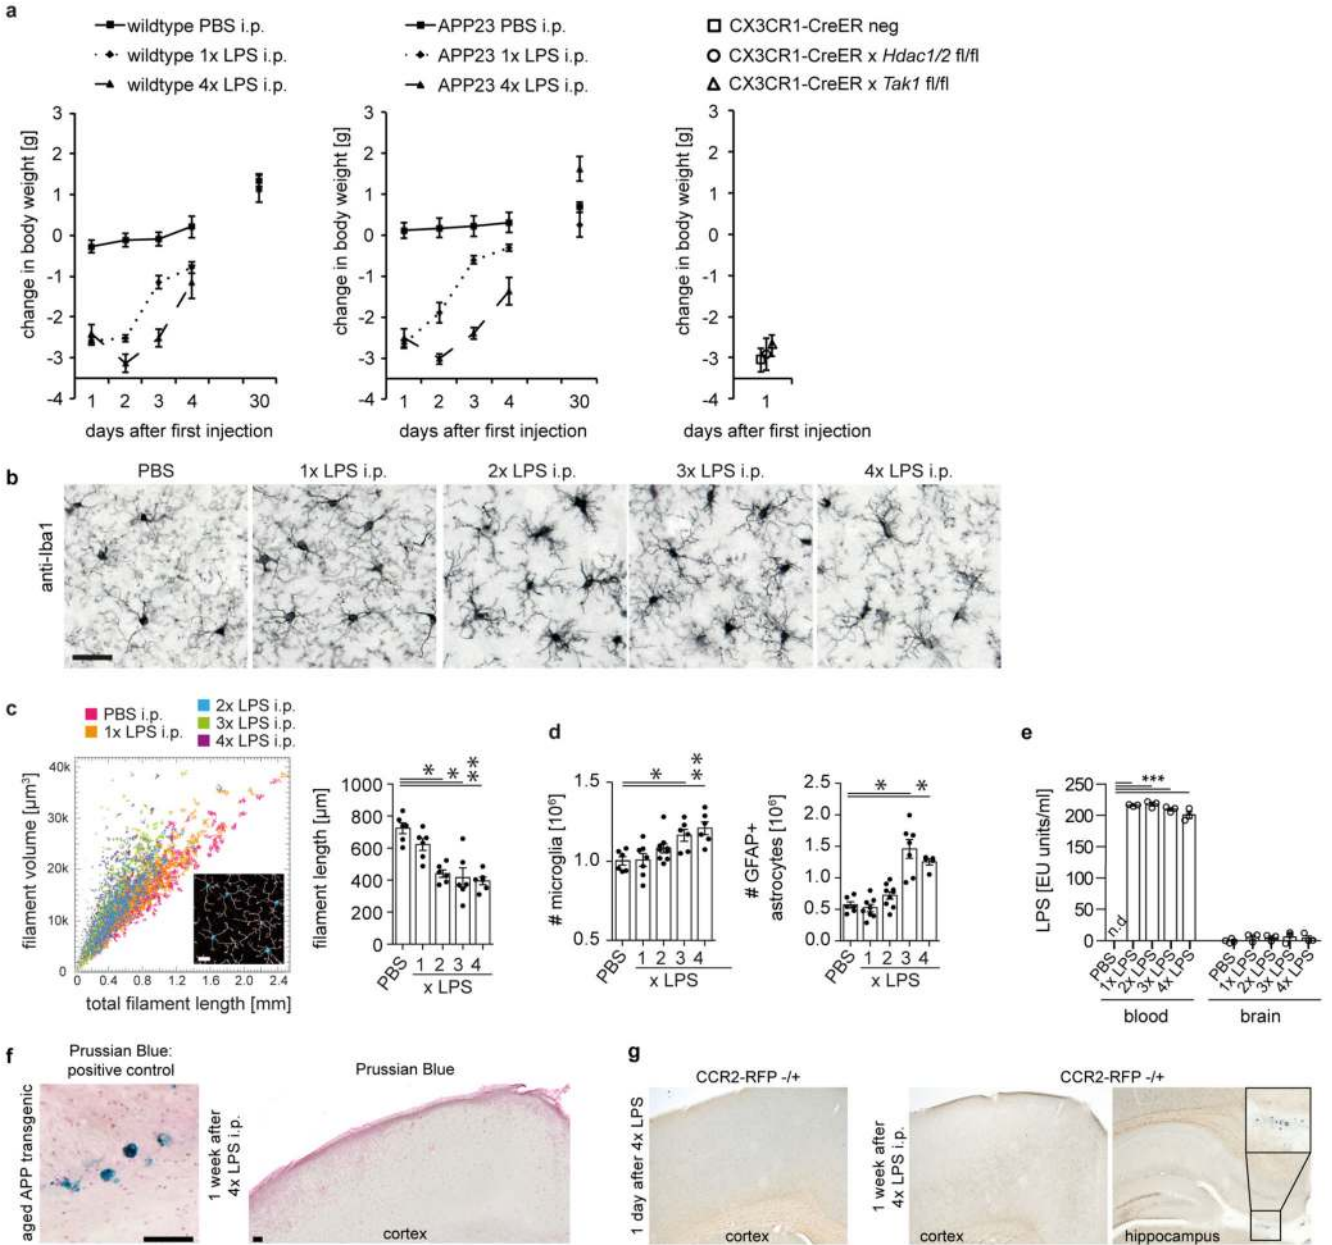 a
wildtype PBS i.p.
wildtype 1x LPS i.p.
wildtype 4x LPS i.p.
change in body weight [g]
3
2
1
0
-1
-2
-3
-4
1 2 3 4 30
days after first injection
APP23 PBS i.p.
APP23 1x LPS i.p.
APP23 4x LPS i.p.
change in body weight [g]
3
2
1
0
-1
-2
-3
-4
1 2 3 4 30
days after first injection
CX3CR1-CreER neg
CX3CR1-CreER x Hdac1/2 fl/fl
CX3CR1-CreER x Tak1 fl/fl
change in body weight [g]
3
2
1
0
-1
-2
-3
-4
1
days after first injection
b
PBS 1x LPS i.p. 2x LPS i.p. 3x LPS i.p. 4x LPS i.p.
anti-Iba1
c
PBS i.p.
1x LPS i.p.
2x LPS i.p.
3x LPS i.p.
4x LPS i.p.
filament volume [µm³]
40k
30k
20k
10k
0
0 0.4 0.8 1.2 1.6 2.0 2.4
total filament length [mm]
filament length [µm]
1000
800
600
400
200
0
* * **
PBS 1 2 3 4
x LPS
d
# microglia [10⁶]
1.5
1.0
0.5
* **
PBS 1 2 3 4
x LPS
# GFAP+
astrocytes [10⁶]
2.5
2.0
1.5
1.0
0.5
0.0
* *
PBS 1 2 3 4
x LPS
e
LPS [EU units/ml]
250
200
150
100
50
0
***
n.d.
PBS 1x LPS 2x LPS 3x LPS 4x LPS
blood
PBS 1x LPS 2x LPS 3x LPS 4x LPS
brain
f
Prussian Blue:
positive control
aged APP transgenic
Prussian Blue
1 week after
4x LPS i.p.
cortex
g
CCR2-RFP -/+
1 day after 4x LPS
cortex
CCR2-RFP -/+
1 week after
4x LPS i.p.
cortex
hippocampus